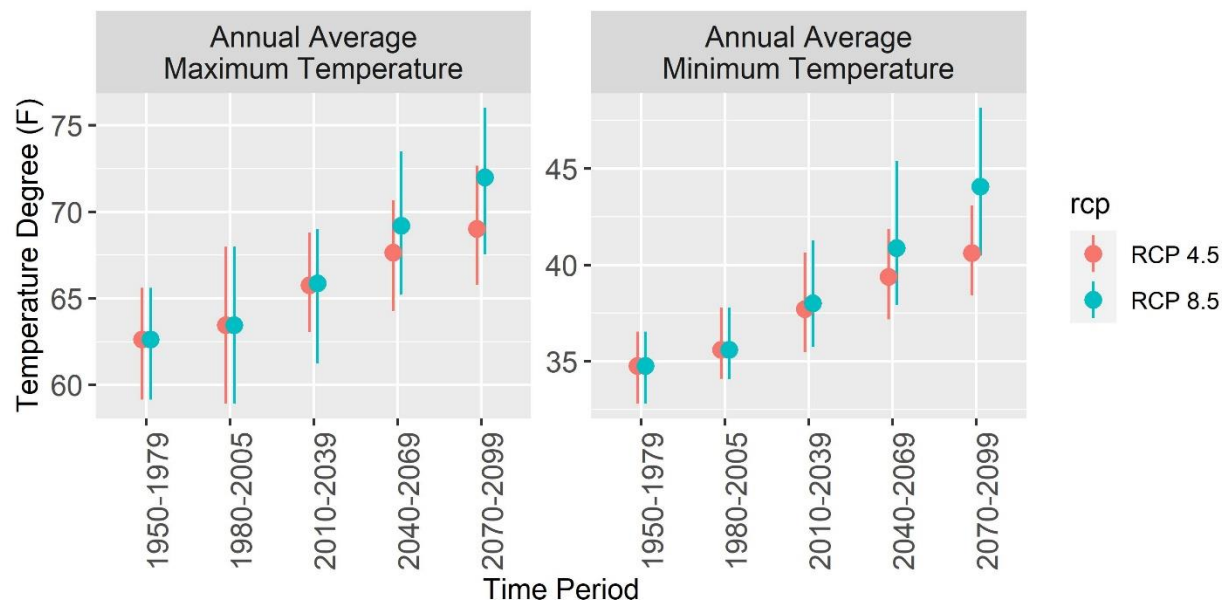 Annual Average
Maximum Temperature
Annual Average
Minimum Temperature
Temperature Degree (F)
75
70
65
60
45
40
35
1950-1979
1980-2005
2010-2039
2040-2069
2070-2099
1950-1979
1980-2005
2010-2039
2040-2069
2070-2099
Time Period
rcp
RCP 4.5
RCP 8.5